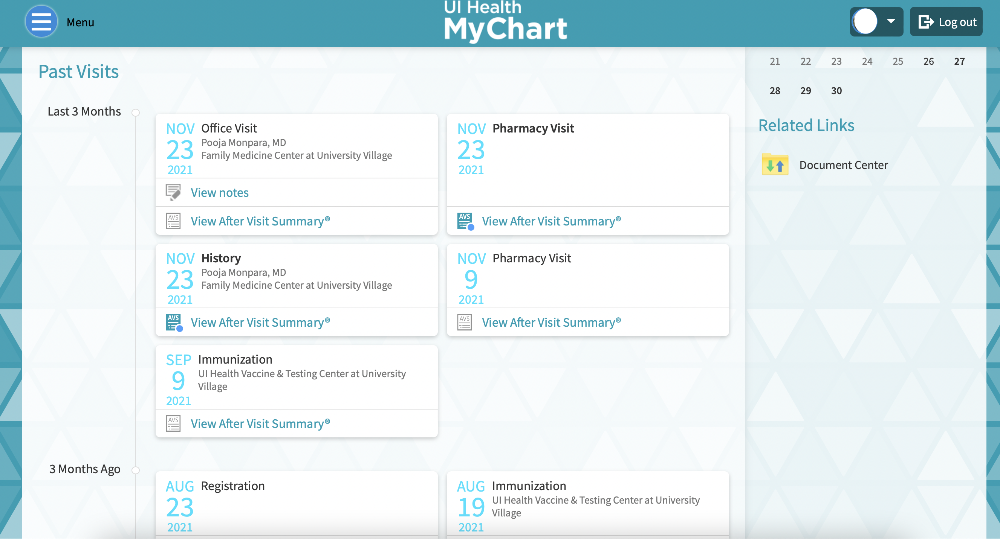 Menu
UI Health
MyChart
Log out
Past Visits
Last 3 Months
NOV
23
2021
Office Visit
Pooja Monpara, MD
Family Medicine Center at University Village
View notes
AVS
View After Visit Summary®
NOV
23
2021
Pharmacy Visit
AVS
View After Visit Summary®
NOV
23
2021
History
Pooja Monpara, MD
Family Medicine Center at University Village
AVS
View After Visit Summary®
NOV
9
2021
Pharmacy Visit
AVS
View After Visit Summary®
SEP
9
2021
Immunization
UI Health Vaccine & Testing Center at University
Village
AVS
View After Visit Summary®
3 Months Ago
AUG
23
2021
Registration
AUG
19
2021
Immunization
UI Health Vaccine & Testing Center at University
Village
21 22 23 24 25 26 27
28 29 30
Related Links
Document Center